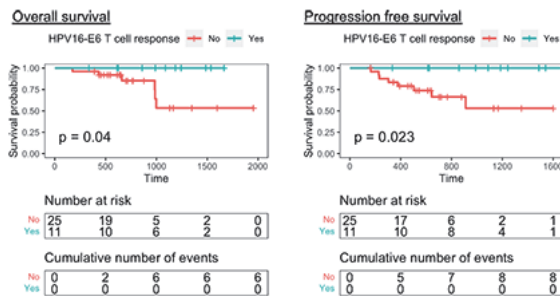 Overall survival
HPV16-E6 T cell response No Yes
Survival probability
1.00
0.75
0.50
0.25
0.00
p = 0.04
0 500 1000 1500 2000
Time
Number at risk
No 25 19 5 2 0
Yes 11 10 6 2 0
Cumulative number of events
No 0 2 6 6 6
Yes 0 0 0 0 0
Progression free survival
HPV16-E6 T cell response No Yes
Survival probability
1.00
0.75
0.50
0.25
0.00
p = 0.023
0 400 800 1200 1600
Time
Number at risk
No 25 17 6 2 1
Yes 11 10 8 4 1
Cumulative number of events
No 0 5 7 8 8
Yes 0 0 0 0 0